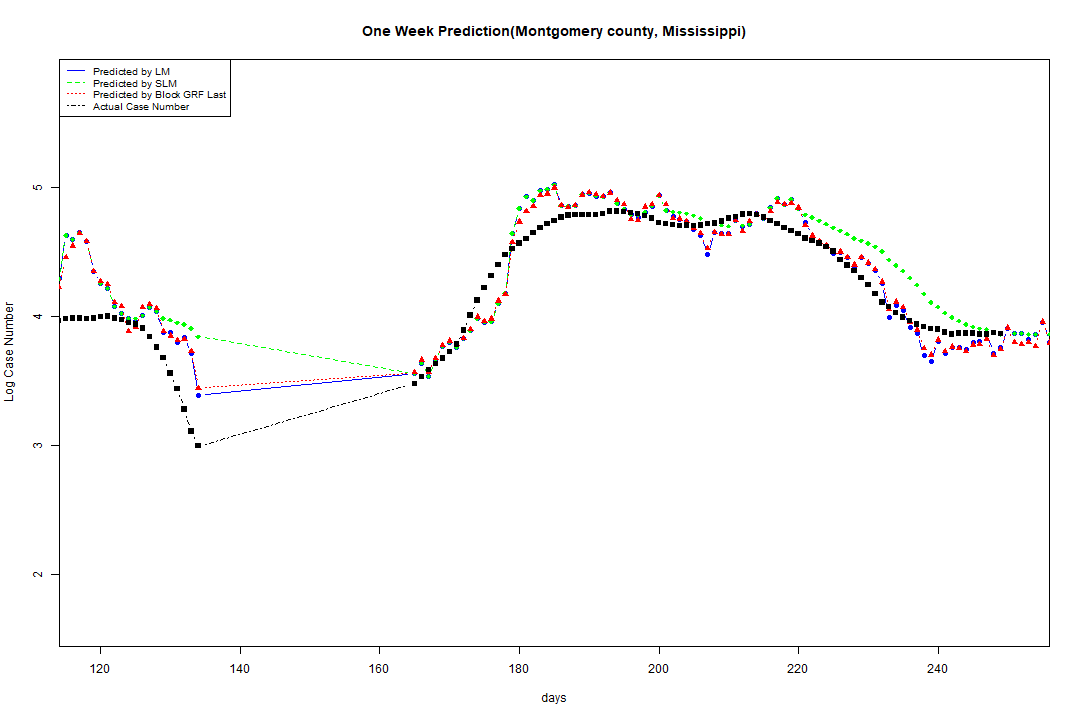 One Week Prediction(Montgomery county, Mississippi)
Predicted by LM
Predicted by SLM
Predicted by Block GRF Last
Actual Case Number
5
4
3
2
Log Case Number
120 140 160 180 200 220 240
days